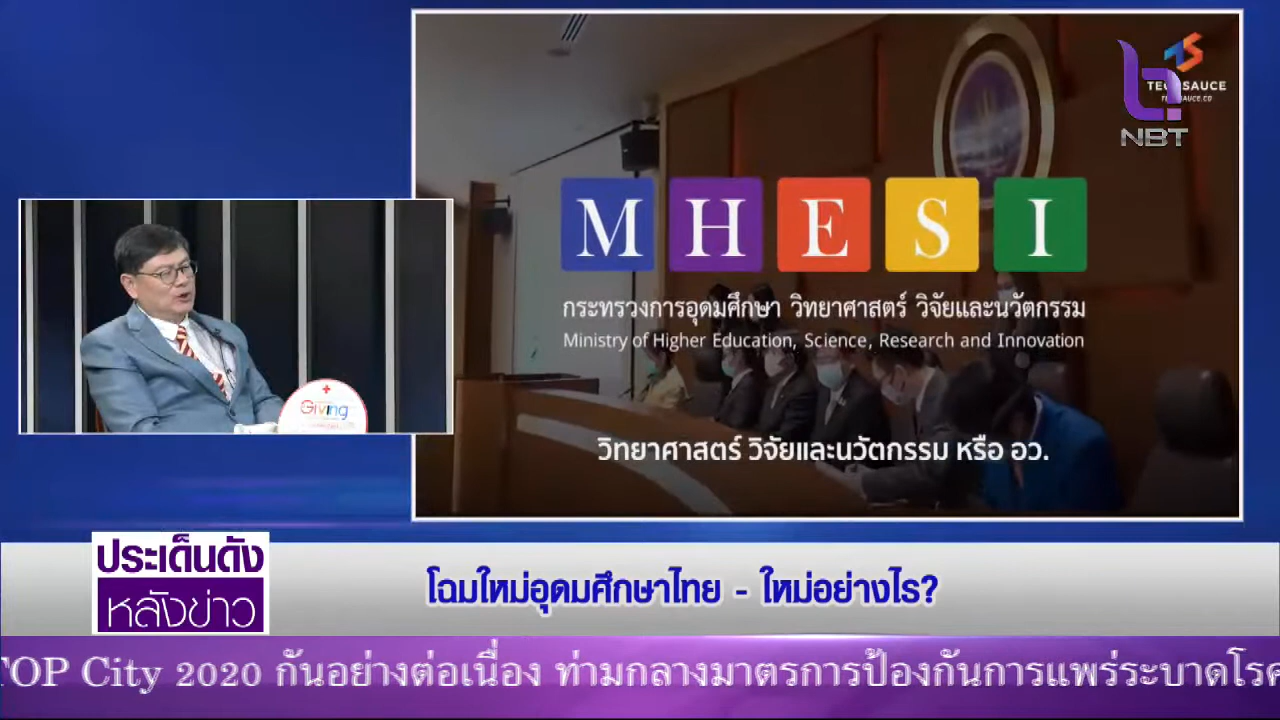 TECHSAUCE
TECHSAUCE.CO
NBT
M H E S I
กระทรวงการอุดมศึกษา วิทยาศาสตร์ วิจัยและนวัตกรรม
Ministry of Higher Education, Science, Research and Innovation
วิทยาศาสตร์ วิจัยและนวัตกรรม หรือ อว.
Giving
ประเด็นดัง
หลังข่าว
โฉมใหม่อุดมศึกษาไทย - ใหม่อย่างไร?
TOP City 2020 กันอย่างต่อเนื่อง ท่ามกลางมาตรการป้องกันการแพร่ระบาดโรค